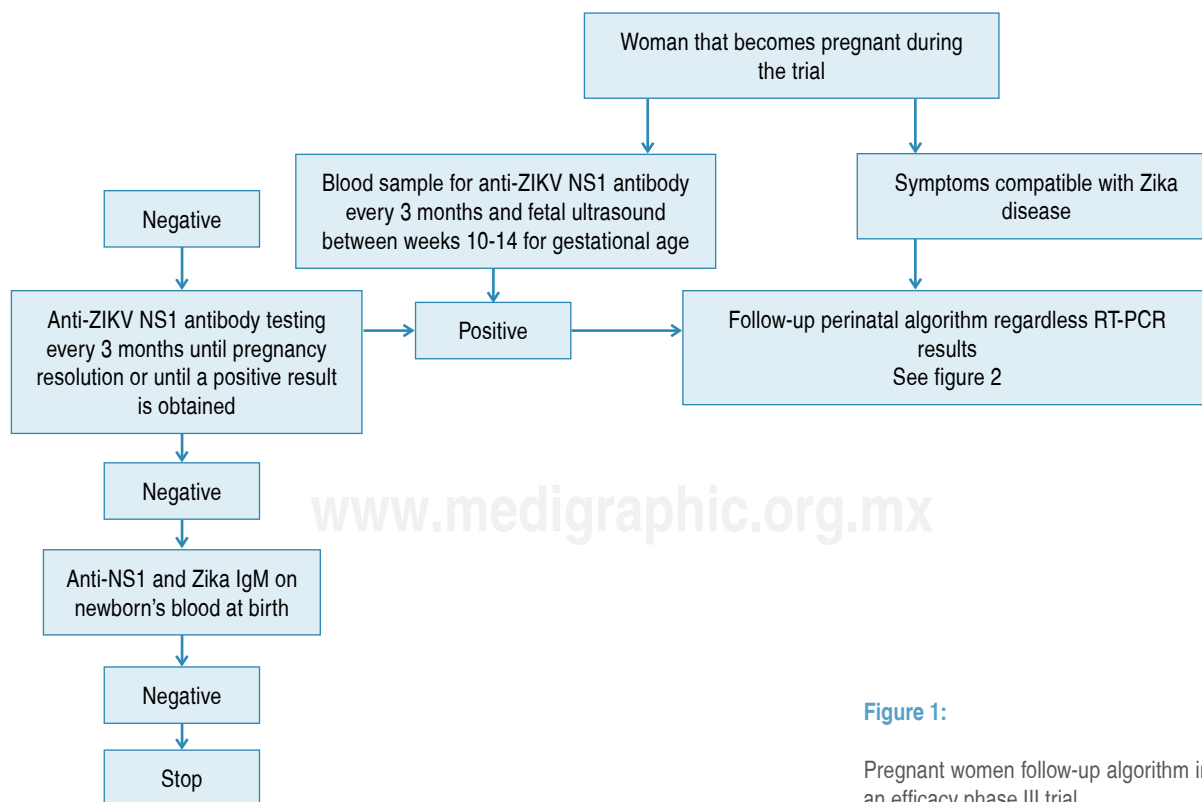 Woman that becomes pregnant during
the trial
Blood sample for anti-ZIKV NS1 antibody
every 3 months and fetal ultrasound
between weeks 10-14 for gestational age
Symptoms compatible with Zika
disease
Negative
Anti-ZIKV NS1 antibody testing
every 3 months until pregnancy
resolution or until a positive result
is obtained
Positive
Follow-up perinatal algorithm regardless RT-PCR
results
See figure 2
Negative
www.medigraphic.org.mx
Anti-NS1 and Zika IgM on
newborn's blood at birth
Negative
Stop
Figure 1:
Pregnant women follow-up algorithm in
an efficacy phase III trial